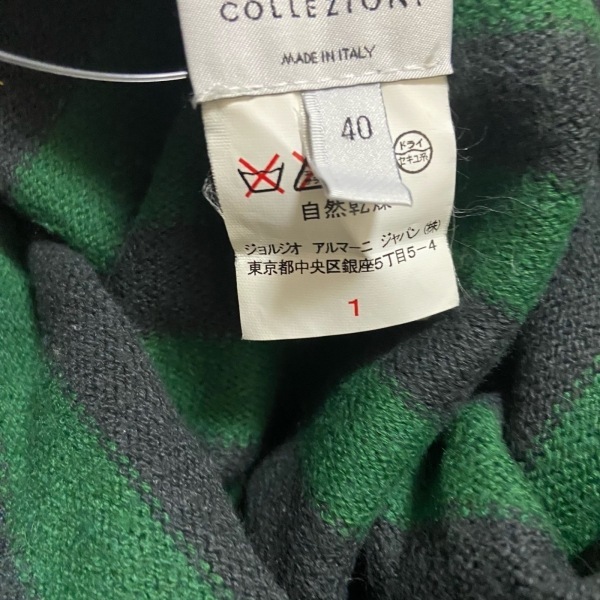 COLLEZIONI
MADE IN ITALY
40
ドライ
セキユ系
自然乾燥
ジョルジオ アルマーニ ジャパン(株)
東京都中央区銀座5丁目5-4
1